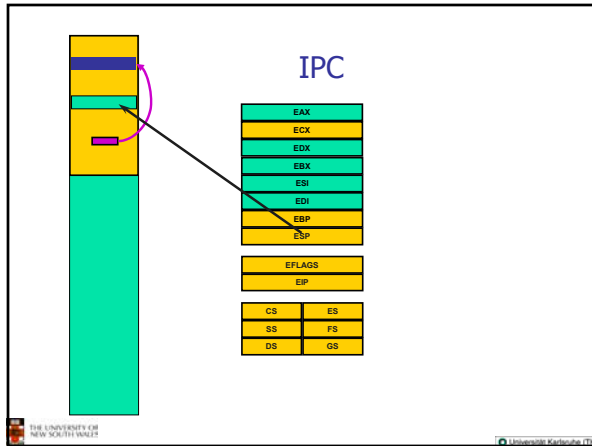 IPC
EAX
ECX
EDX
EBX
ESI
EDI
EBP
ESP
EFLAGS
EIP
CS ES
SS FS
DS GS
THE UNIVERSITY OF
NEW SOUTH WALES
Universität Karlsruhe (TH